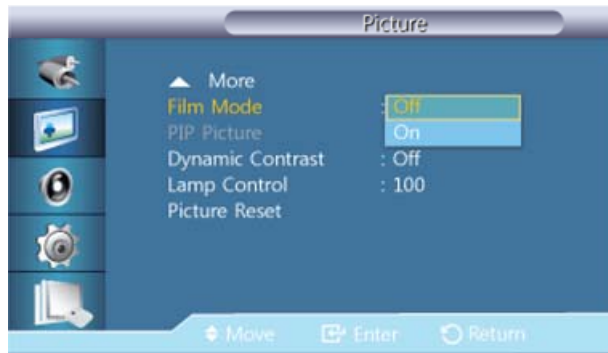 Picture
▲ More
Film Mode : Off
On
PIP Picture
Dynamic Contrast : Off
Lamp Control : 100
Picture Reset
Move Enter Return